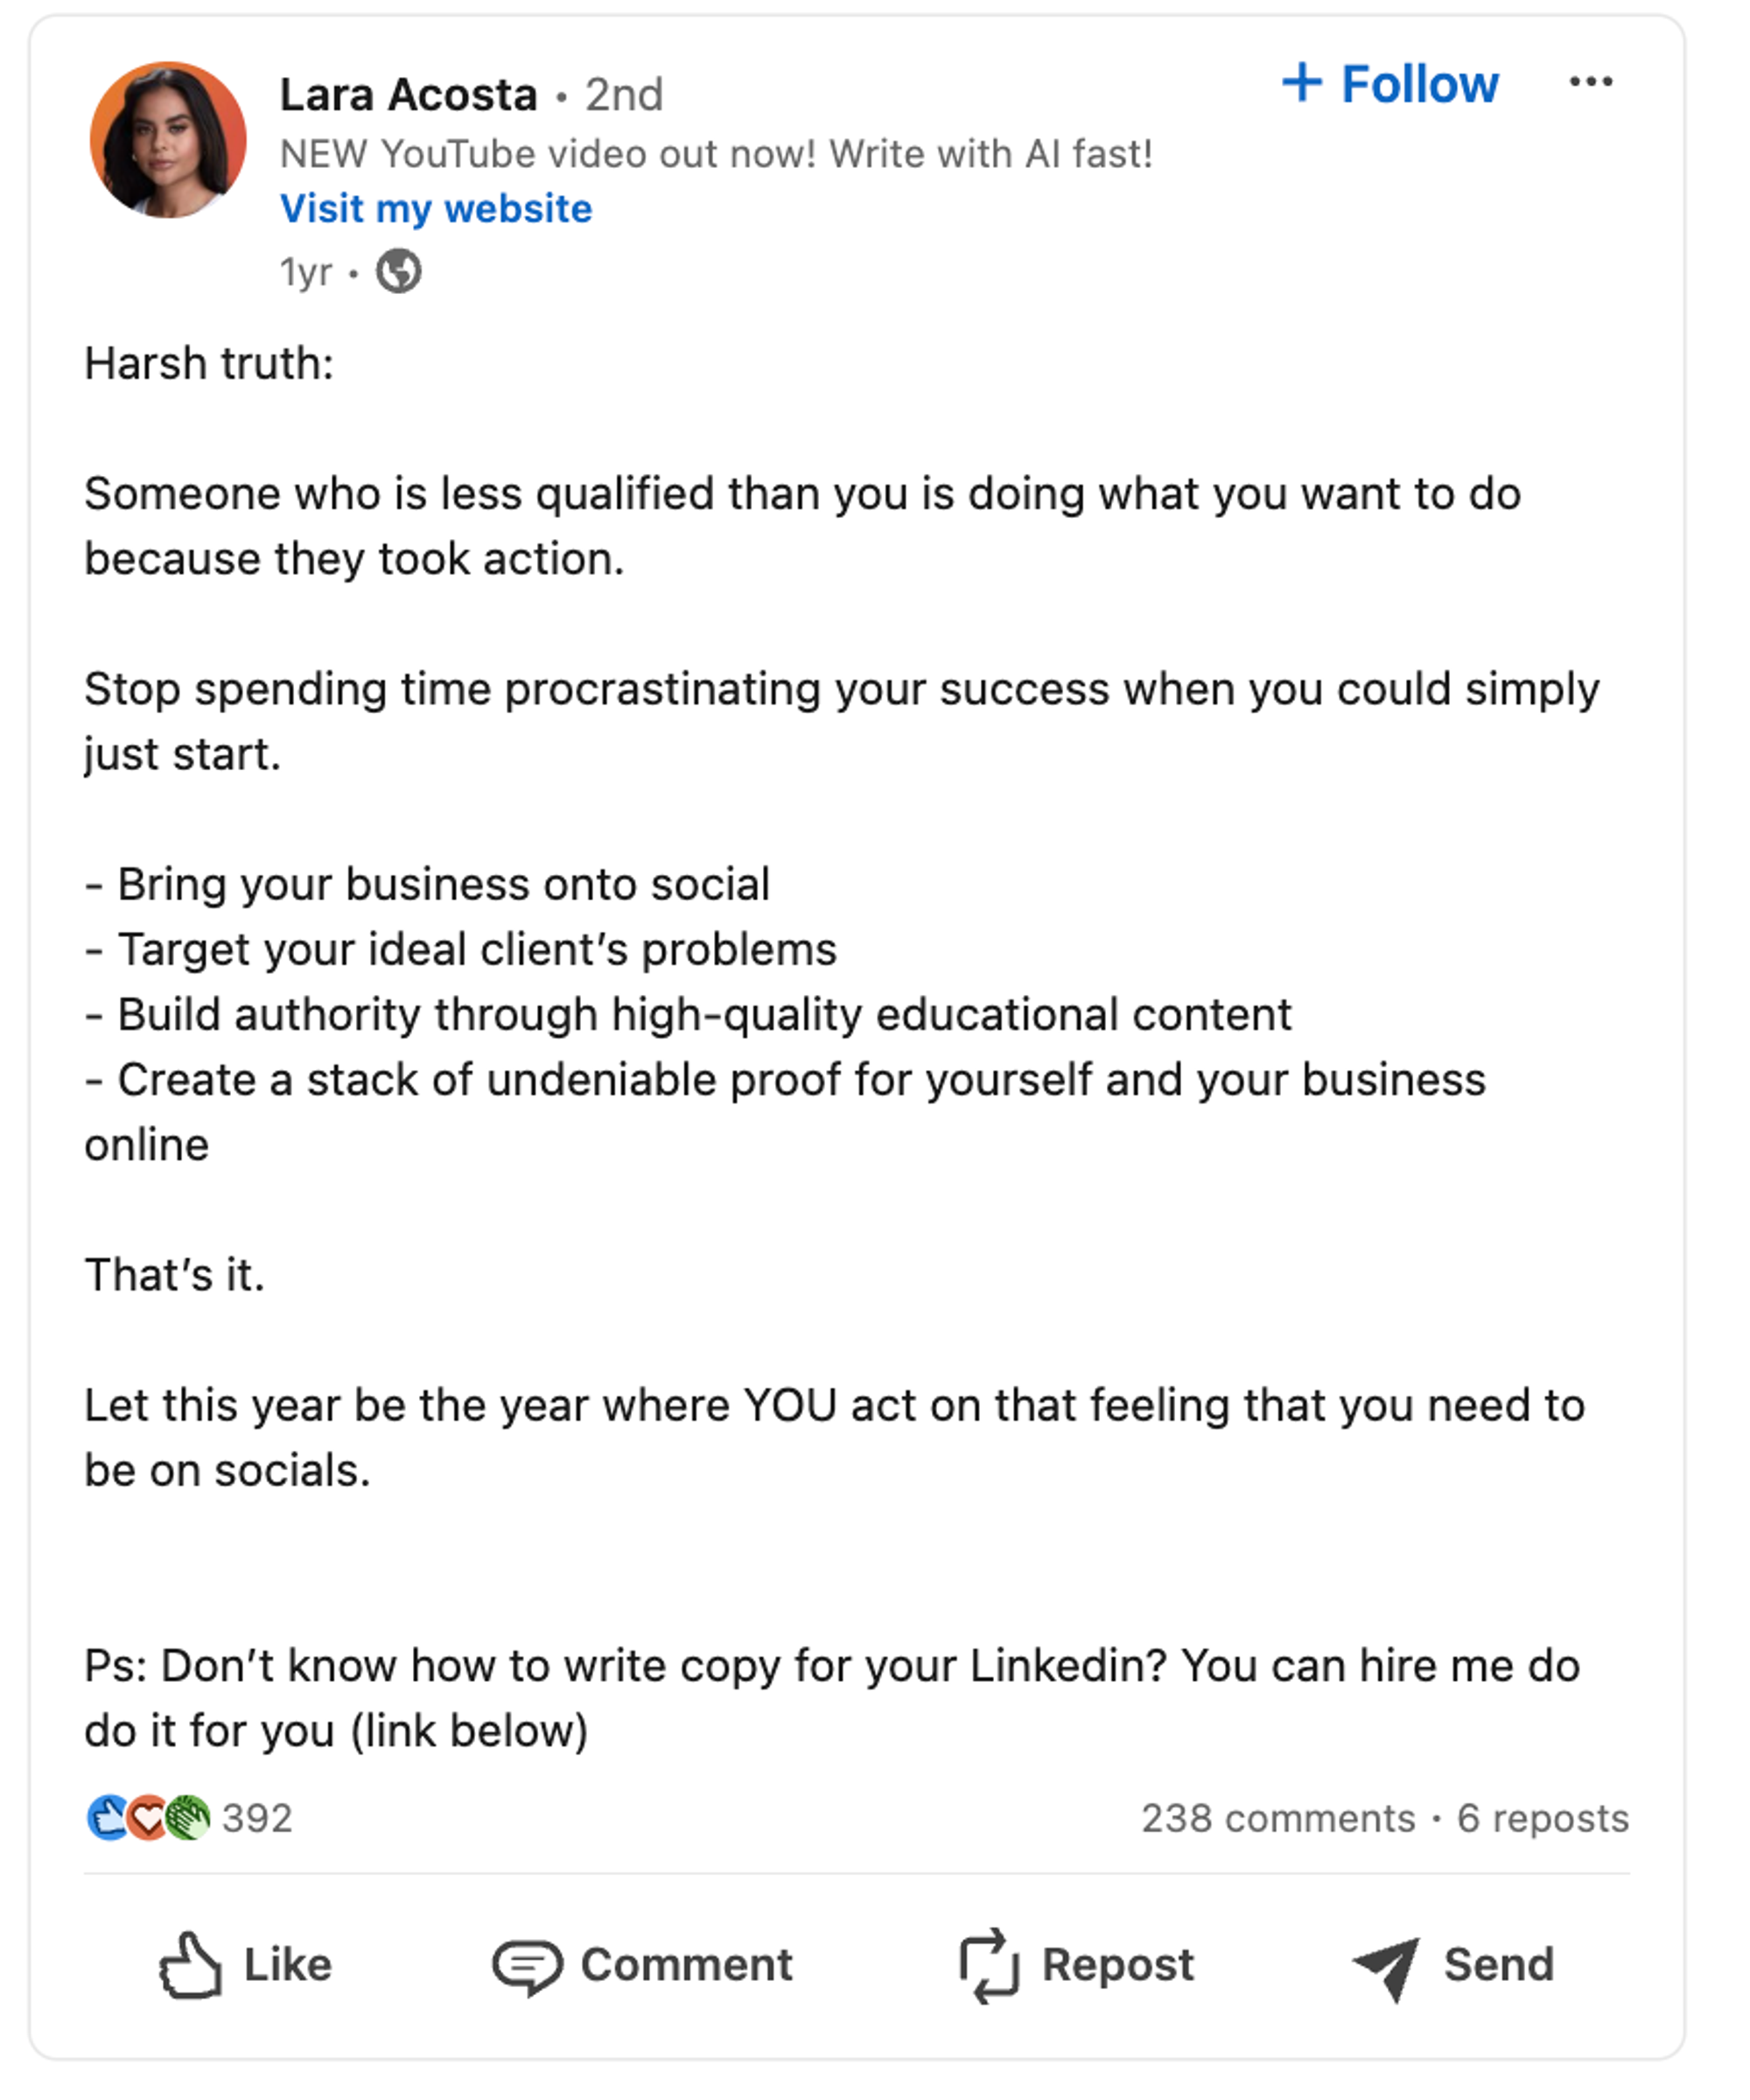 Lara Acosta • 2nd
+ Follow
NEW YouTube video out now! Write with AI fast!
Visit my website
1yr •
Harsh truth:
Someone who is less qualified than you is doing what you want to do
because they took action.
Stop spending time procrastinating your success when you could simply
just start.
- Bring your business onto social
- Target your ideal client’s problems
- Build authority through high-quality educational content
- Create a stack of undeniable proof for yourself and your business
online
That’s it.
Let this year be the year where YOU act on that feeling that you need to
be on socials.
Ps: Don’t know how to write copy for your Linkedin? You can hire me do
do it for you (link below)
392
238 comments • 6 reposts
Like
Comment
Repost
Send